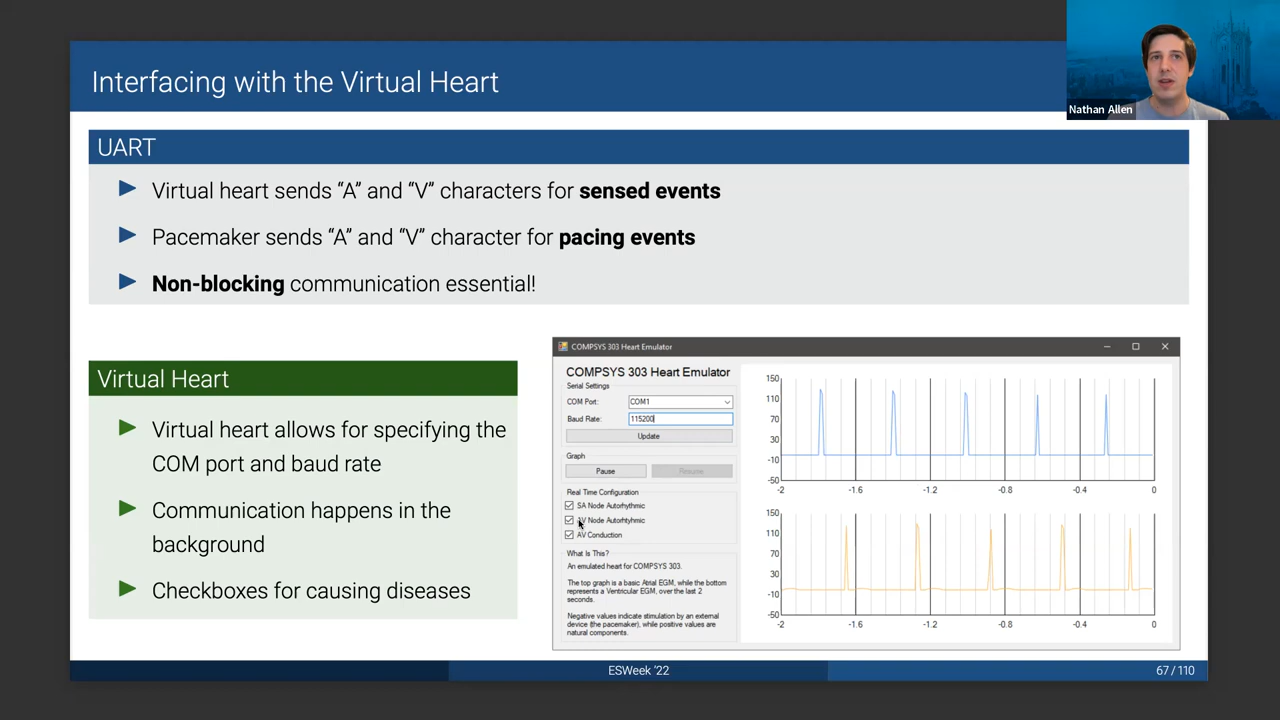 Interfacing with the Virtual Heart
Nathan Allen
UART
Virtual heart sends “A” and “V” characters for sensed events
Pacemaker sends “A” and “V” character for pacing events
Non-blocking communication essential!
Virtual Heart
Virtual heart allows for specifying the
COM port and baud rate
Communication happens in the
background
Checkboxes for causing diseases
COMPSYS 303 Heart Emulator
COMPSYS 303 Heart Emulator
Serial Settings
COM Port: COM1
Baud Rate: 115200
Update
Graph
Pause Resume
Real Time Configuration
SA Node Autorhythmic
AV Node Autorhtyhmic
AV Conduction
What Is This?
An emulated heart for COMPSYS 303.
The top graph is a basic Atrial EGM, while the bottom
represents a Ventricular EGM, over the last 2
seconds.
Negative values indicate stimulation by an external
device (the pacemaker), while positive values are
natural components.
150
110
70
30
-10
-50
-2 -1.6 -1.2 -0.8 -0.4 0
150
110
70
30
-10
-50
-2 -1.6 -1.2 -0.8 -0.4 0
ESWeek ’22
67 / 110